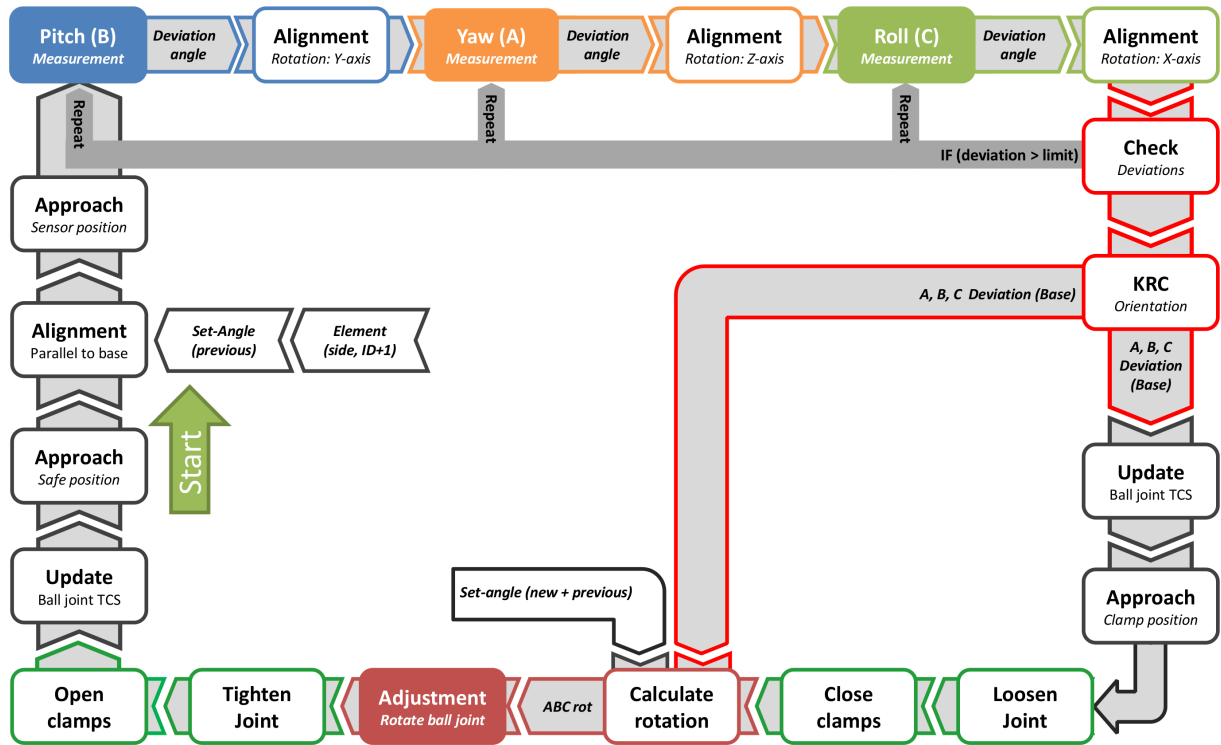 Pitch (B)
Measurement
Deviation
angle
Alignment
Rotation: Y-axis
Yaw (A)
Measurement
Deviation
angle
Alignment
Rotation: Z-axis
Roll (C)
Measurement
Deviation
angle
Alignment
Rotation: X-axis
Repeat
Repeat
Repeat
IF (deviation > limit)
Check
Deviations
Approach
Sensor position
A, B, C  Deviation (Base)
KRC
Orientation
Alignment
Parallel to base
Set-Angle
(previous)
Element
(side, ID+1)
A, B, C
Deviation
(Base)
Start
Approach
Safe position
Update
Ball joint TCS
Update
Ball joint TCS
Set-angle (new + previous)
Approach
Clamp position
Open
clamps
Tighten
Joint
Adjustment
Rotate ball joint
ABC rot
Calculate
rotation
Close
clamps
Loosen
Joint